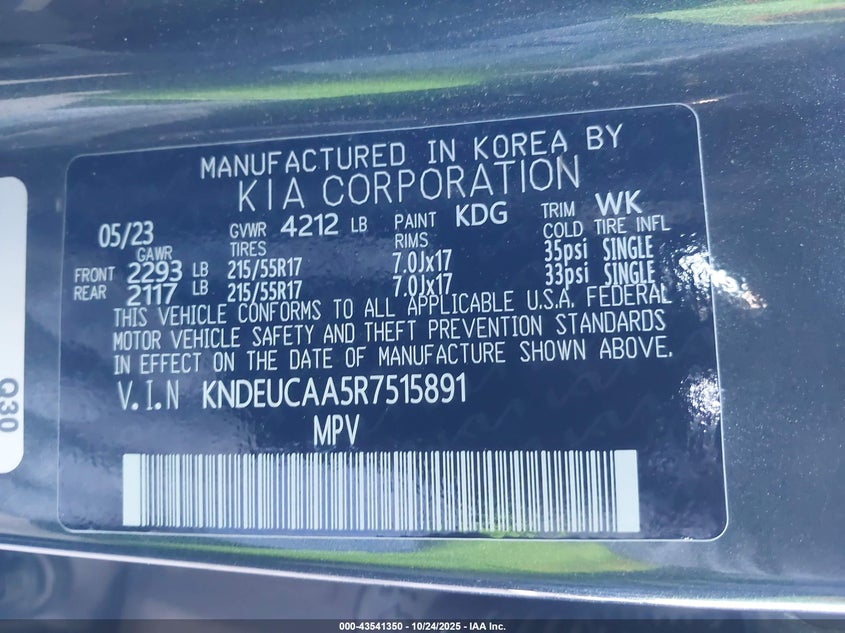 MANUFACTURED IN KOREA BY
KIA CORPORATION
05/23 GVWR 4212 LB PAINT KDG TRIM WK
GAWR TIRES RIMS COLD TIRE INFL
FRONT 2293 LB 215/55R17 7.0Jx17 35psi SINGLE
REAR 2117 LB 215/55R17 7.0Jx17 33psi SINGLE
THIS VEHICLE CONFORMS TO ALL APPLICABLE U.S.A. FEDERAL
MOTOR VEHICLE SAFETY AND THEFT PREVENTION STANDARDS
IN EFFECT ON THE DATE OF MANUFACTURE SHOWN ABOVE.
V.I.N KNDEUCAA5R7515891
MPV
Q30
000-43541350 - 10/24/2025 - IAA Inc.